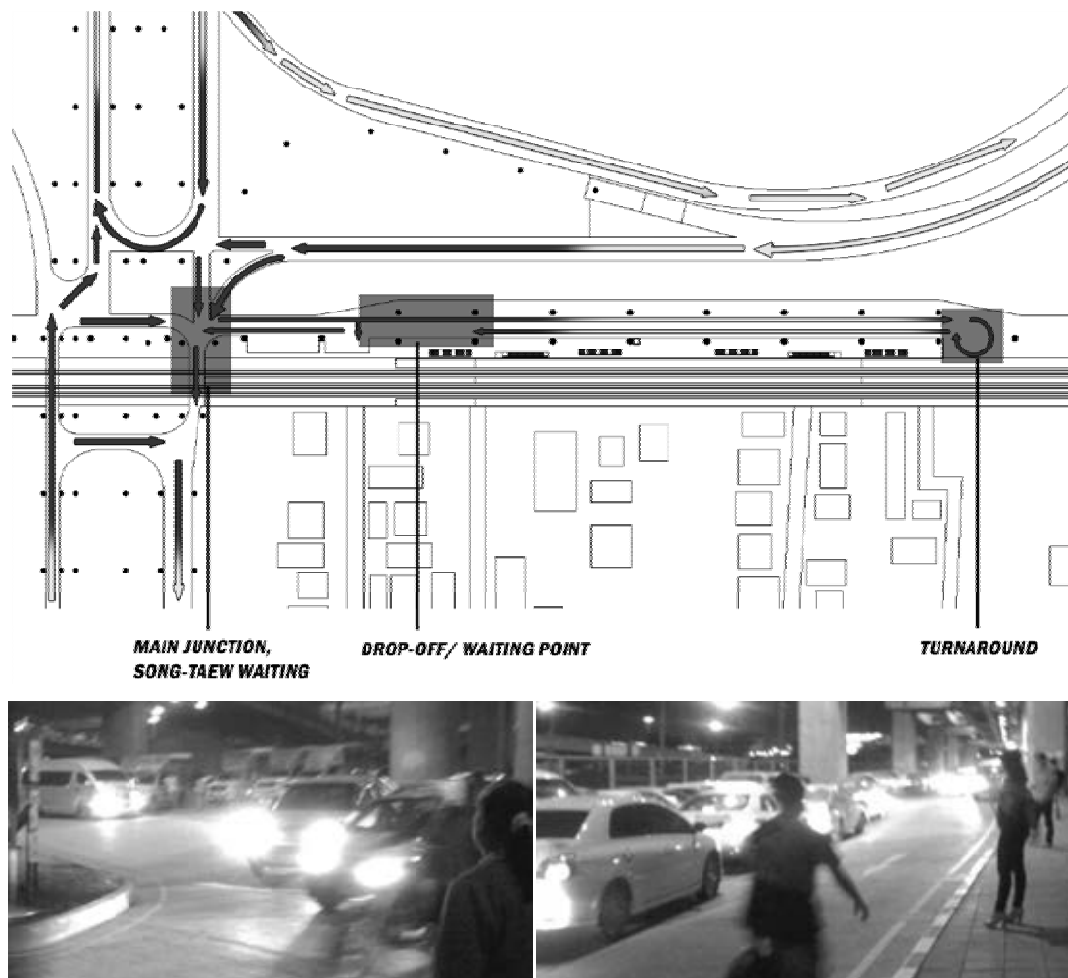 MAIN JUNCTION,
SONG-TAEW WAITING
DROP-OFF/ WAITING POINT
TURNAROUND